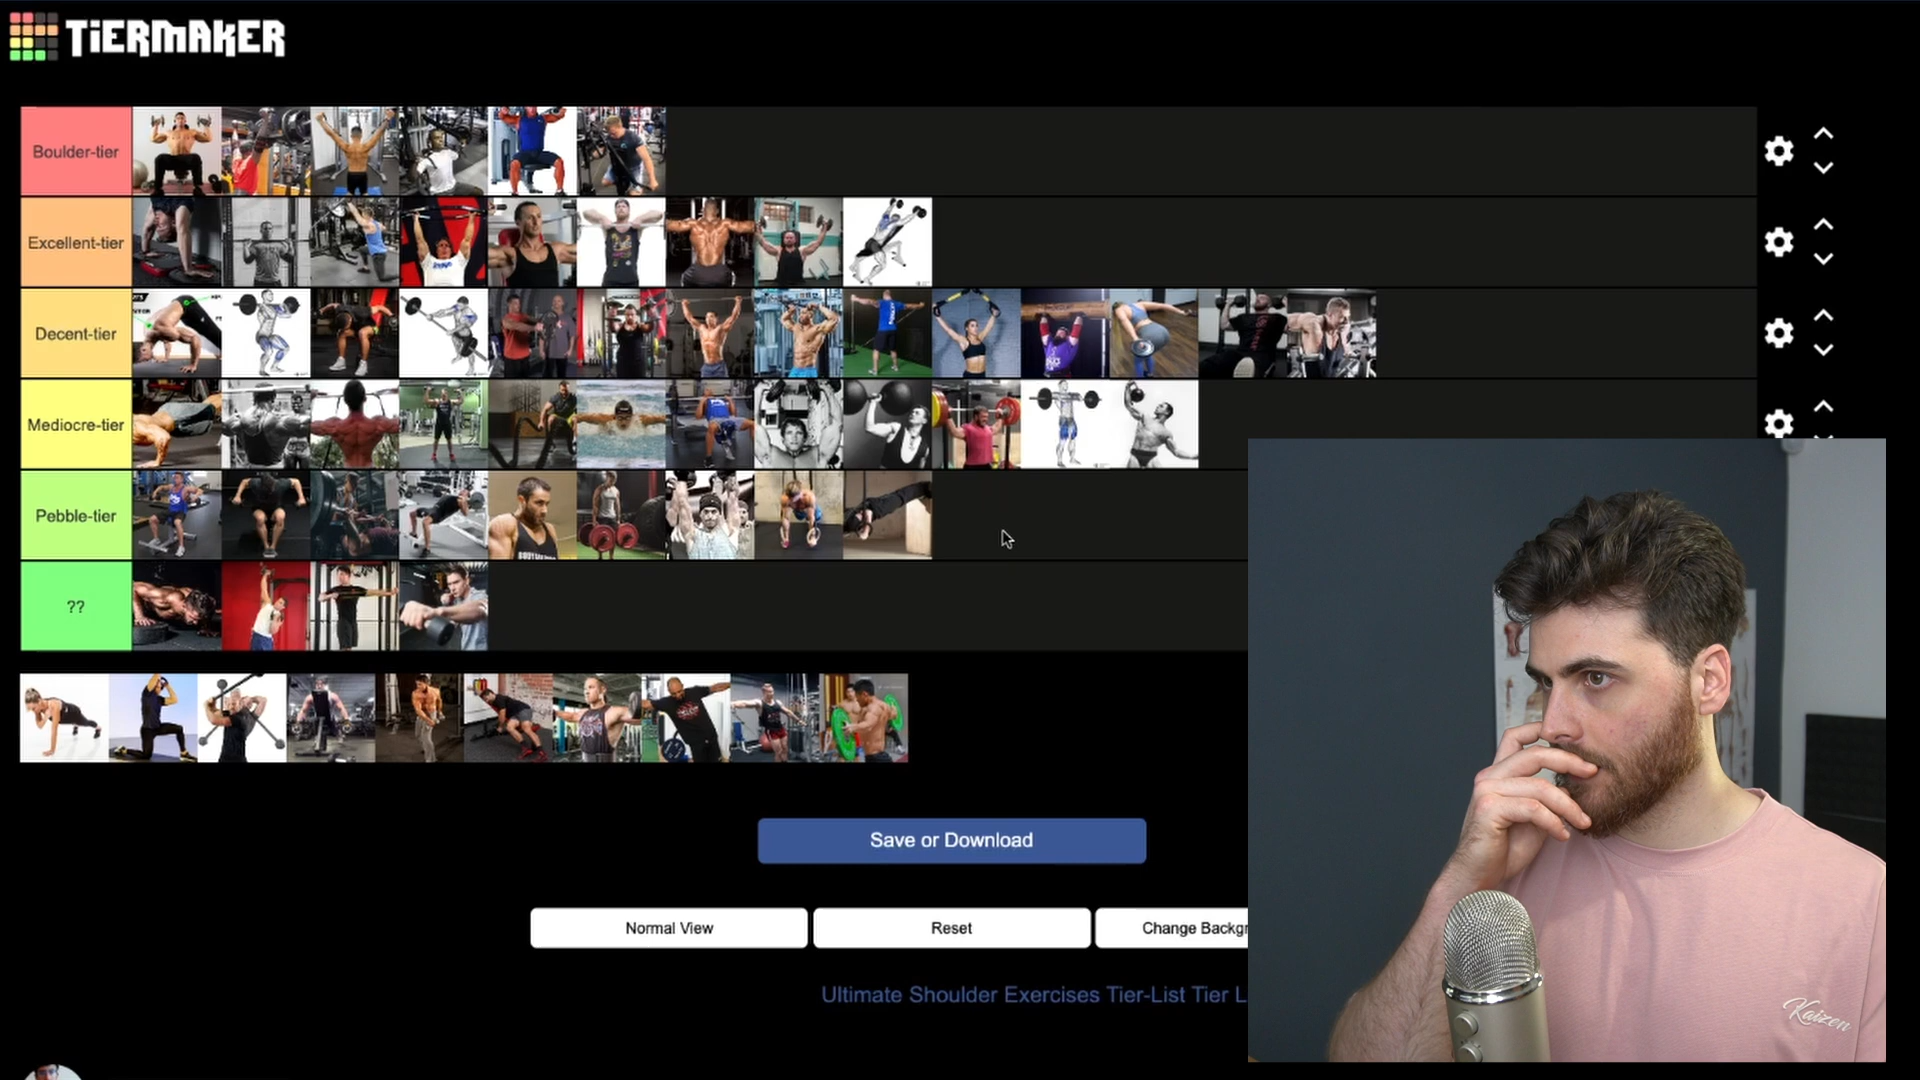 TiERMAKER
Boulder-tier
Excellent-tier
Decent-tier
Mediocre-tier
Pebble-tier
??
Save or Download
Normal View
Reset
Change Backgr
Ultimate Shoulder Exercises Tier-List Tier L
Kaizen